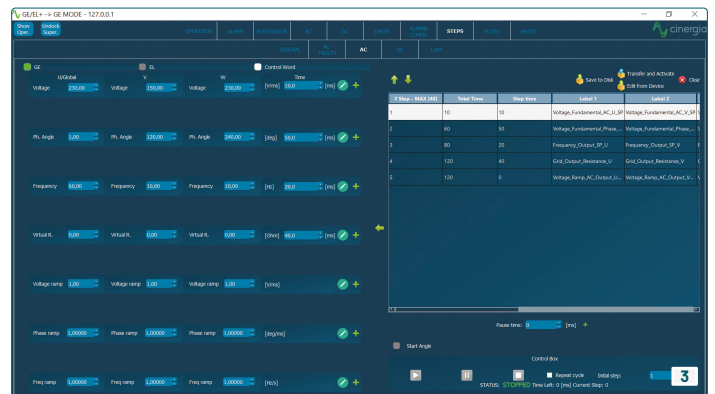 GE/EL+ -> GE MODE - 127.0.0.1
Show Oper.
Undock Super.
OPERATION ALARM SUPERVISION AC DC LIMITS ALARMS CONFIG STEPS PLOTS ABOUT
cinergia
GENERAL AC FAULTS AC DC LOAD
GE EL Control Word
U/Global V W Time
Voltage 230,00 Voltage 150,00 Voltage 230,00 [Vrms] 10,0 [ms] +
Ph. Angle 1,00 Ph. Angle 120,00 Ph. Angle 240,00 [deg] 50,0 [ms] +
Frequency 60,00 Frequency 10,00 Frequency 10,00 [Hz] 20,0 [ms] +
Virtual R. 0,00 Virtual R. 0,00 Virtual R. 0,00 [Ohm] 40,0 [ms] +
Voltage ramp 1,00 Voltage ramp 1,00 Voltage ramp 1,00 [V/ms] +
Phase ramp 1,00000 Phase ramp 1,00000 Phase ramp 1,00000 [deg/ms] +
Freq ramp 1,00000 Freq ramp 1,00000 Freq ramp 1,00000 [Hz/s] +
Save to Disk
Transfer and Activate
Edit From Device
Clear
# Step - MAX (40) Total Time Step time Label 1 Label 2
1 10 10 Voltage_Fundamental_AC_U_SP Voltage_Fundamental_AC_V_SP V
2 60 50 Voltage_Fundamental_Phase_... Voltage_Fundamental_Phase_... V
3 80 20 Frequency_Output_SP_U Frequency_Output_SP_V F
4 120 40 Grid_Output_Resistance_U Grid_Output_Resistance_V
5 120 0 Voltage_Ramp_AC_Output_U... Voltage_Ramp_AC_Output_V... V
Pause time: 0 [ms] +
Start Angle
Control Box
Repeat cycle Initial step: 1
STATUS: STOPPED Time Left: 0 [ms] Current Step: 0
3